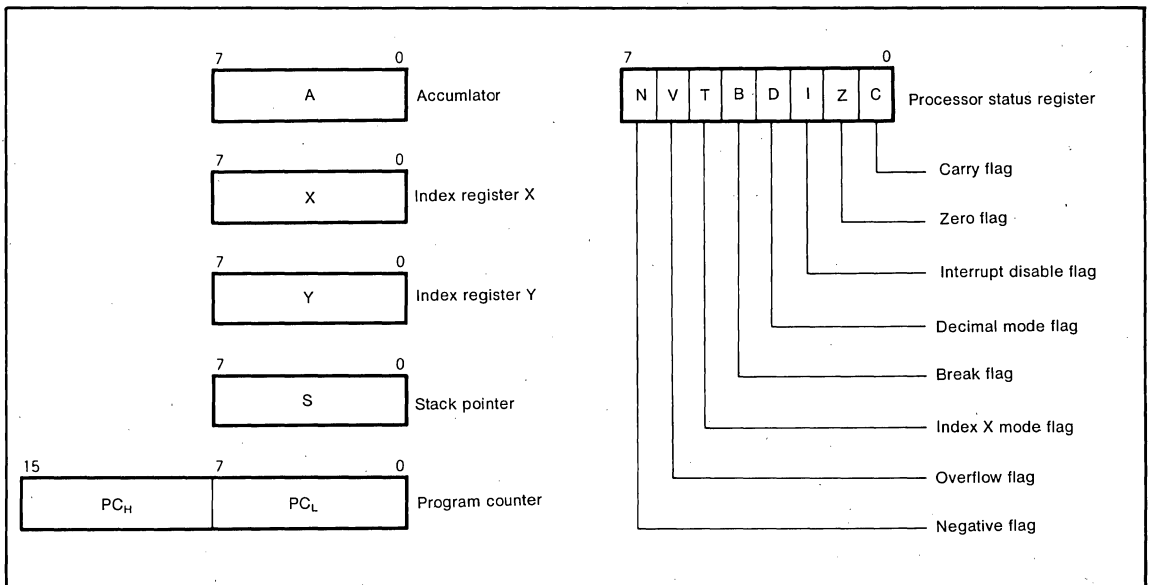 7 0
A
Accumlator
7 0
X
Index register X
7 0
Y
Index register Y
7 0
S
Stack pointer
15 7 0
PCH PCL
Program counter
7 0
N V T B D I Z C
Processor status register
Carry flag
Zero flag
Interrupt disable flag
Decimal mode flag
Break flag
Index X mode flag
Overflow flag
Negative flag